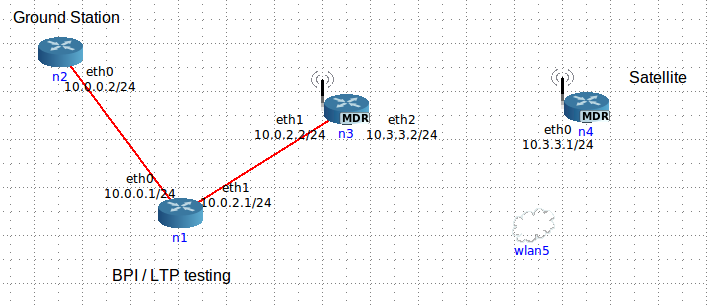 Ground Station
n2
eth0
10.0.0.2/24
eth1
10.0.2.2/24
MDR
n3
eth2
10.3.3.2/24
Satellite
MDR
eth0
n4
10.3.3.1/24
eth0
10.0.0.1/24
eth1
10.0.2.1/24
n1
wlan5
BPI / LTP testing